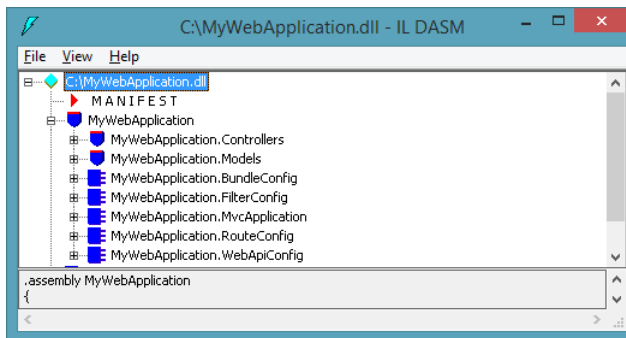 C:\MyWebApplication.dll - IL DASM
File View Help
C:\MyWebApplication.dll
MANIFEST
MyWebApplication
MyWebApplication.Controllers
MyWebApplication.Models
MyWebApplication.BundleConfig
MyWebApplication.FilterConfig
MyWebApplication.MvcApplication
MyWebApplication.RouteConfig
MyWebApplication.WebApiConfig
.assembly MyWebApplication
{